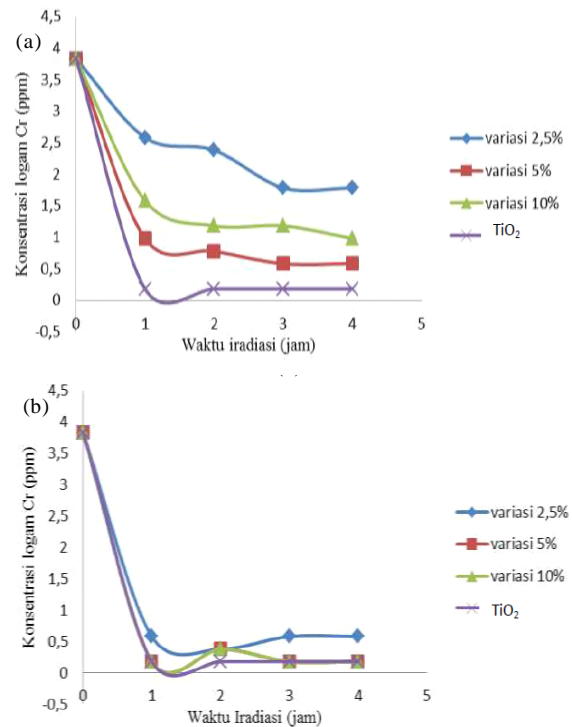 (a)
Konsentrasi logam Cr (ppm)
4,5
4
3,5
3
2,5
2
1,5
1
0,5
0
-0,5
0 1 2 3 4 5
Waktu iradiasi (jam)
variasi 2,5%
variasi 5%
variasi 10%
TiO₂
(b)
Konsentrasi logam Cr (ppm)
4,5
4
3,5
3
2,5
2
1,5
1
0,5
0
-0,5
0 1 2 3 4 5
Waktu Iradiasi (jam)
variasi 2,5%
variasi 5%
variasi 10%
TiO₂